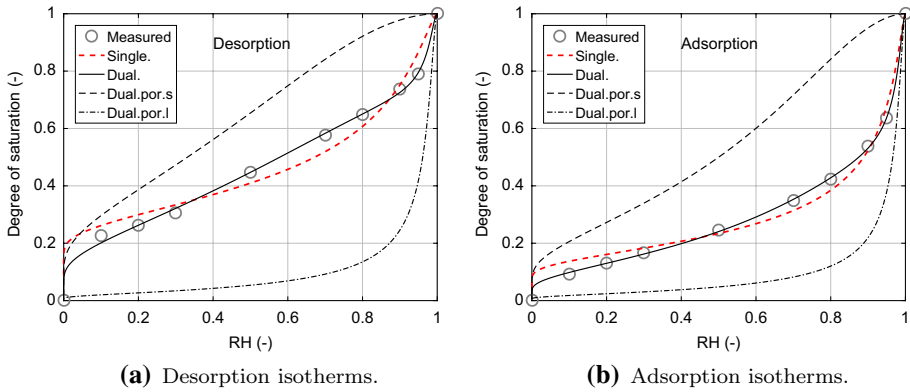 Degree of saturation (-)
1
0.8
0.6
0.4
0.2
0
Measured
Single.
Dual.
Dual.por.s
Dual.por.l
Desorption
0 0.2 0.4 0.6 0.8 1
RH (-)
(a) Desorption isotherms.
Degree of saturation (-)
1
0.8
0.6
0.4
0.2
0
Measured
Single.
Dual.
Dual.por.s
Dual.por.l
Adsorption
0 0.2 0.4 0.6 0.8 1
RH (-)
(b) Adsorption isotherms.